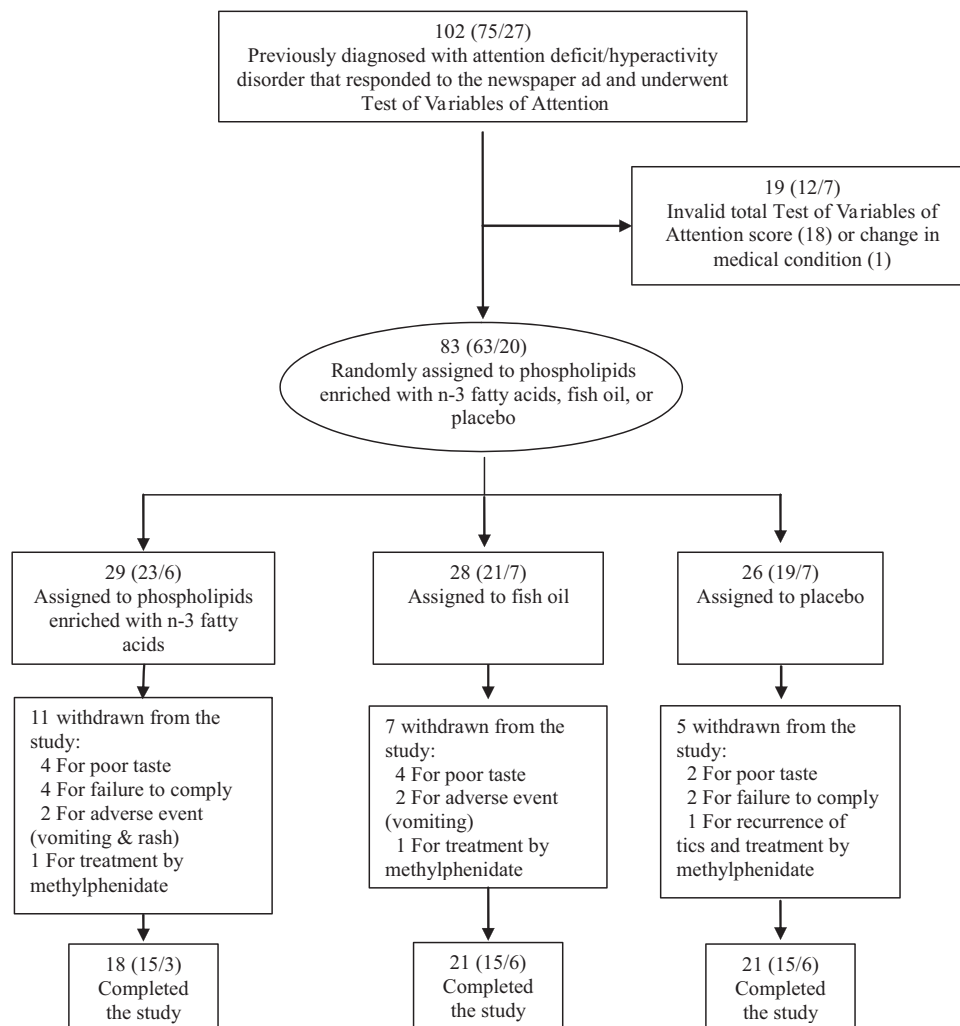 102 (75/27)
Previously diagnosed with attention deficit/hyperactivity
disorder that responded to the newspaper ad and underwent
Test of Variables of Attention
19 (12/7)
Invalid total Test of Variables of
Attention score (18) or change in
medical condition (1)
83 (63/20)
Randomly assigned to phospholipids
enriched with n-3 fatty acids, fish oil, or
placebo
29 (23/6)
Assigned to phospholipids
enriched with n-3 fatty
acids
28 (21/7)
Assigned to fish oil
26 (19/7)
Assigned to placebo
11 withdrawn from the
study:
4 For poor taste
4 For failure to comply
2 For adverse event
(vomiting & rash)
1 For treatment by
methylphenidate
7 withdrawn from the
study:
4 For poor taste
2 For adverse event
(vomiting)
1 For treatment by
methylphenidate
5 withdrawn from the
study:
2 For poor taste
2 For failure to comply
1 For recurrence of
tics and treatment by
methylphenidate
18 (15/3)
Completed
the study
21 (15/6)
Completed
the study
21 (15/6)
Completed
the study